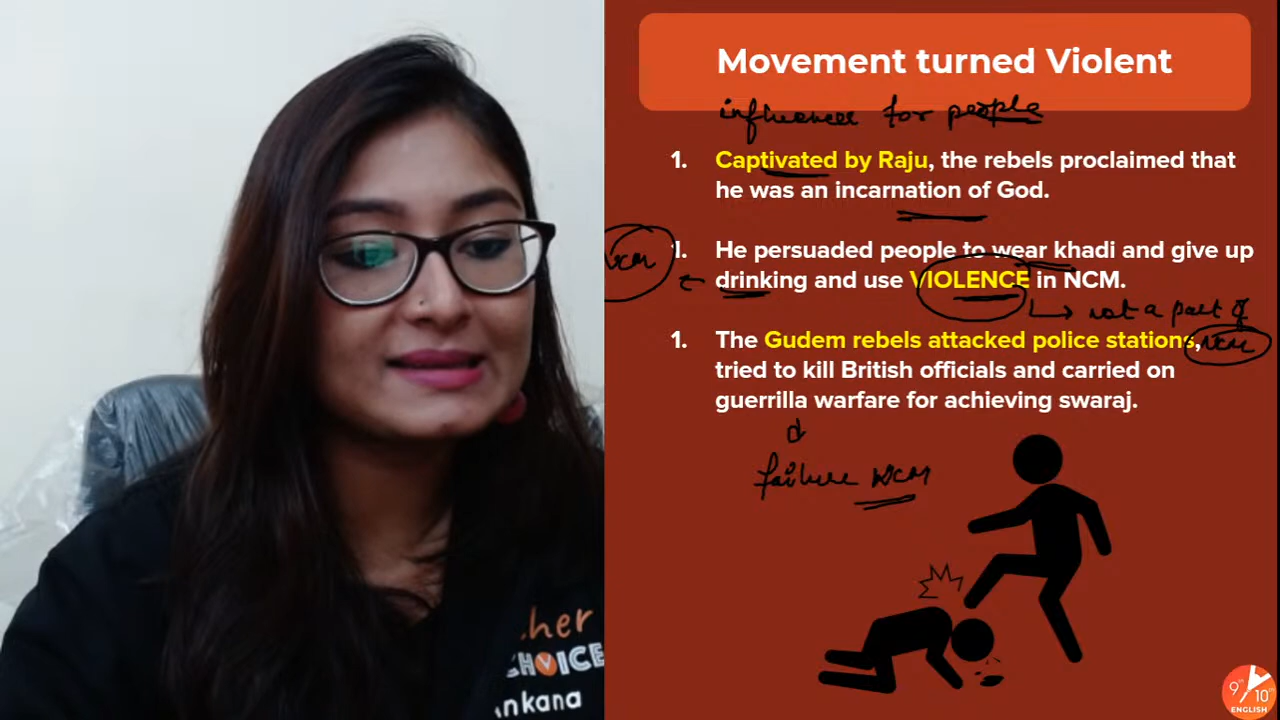 Movement turned Violent
influencer for people
1. Captivated by Raju, the rebels proclaimed that
he was an incarnation of God.
1. He persuaded people to wear khadi and give up
NCM
drinking and use VIOLENCE in NCM.
→ not a part of
NCM
1. The Gudem rebels attacked police stations,
tried to kill British officials and carried on
guerrilla warfare for achieving swaraj.
failure NCM
cher
CHOICE
nkana
9th 10th
ENGLISH